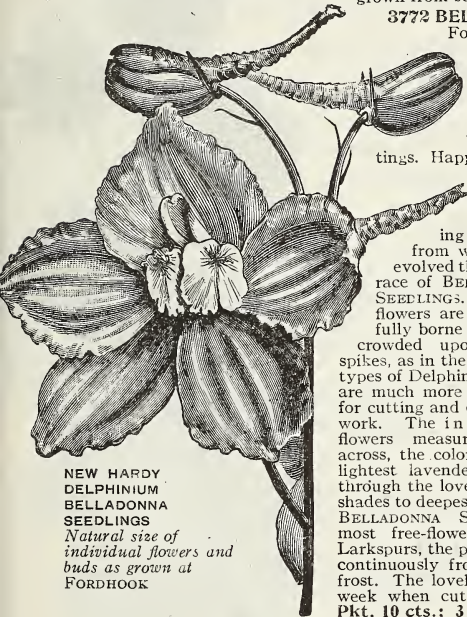 grown from se
3772 BEL
Fo
tings. Happ
ing
from w
evolved th
race of BE
SEEDLINGS.
flowers are
fully borne
crowded upo
spikes, as in the
types of Delphin
are much more
for cutting and
work. The in
flowers measur
across, the color
lightest lavende
through the love
shades to deepes
BELLADONNA S
most free-flowe
Larkspurs, the p
continuously fro
frost. The lovel
week when cut
Pkt. 10 cts.; 3
NEW HARDY
DELPHINIUM
BELLADONNA
SEEDLINGS
Natural size of
individual flowers and
buds as grown at
FORDHOOK